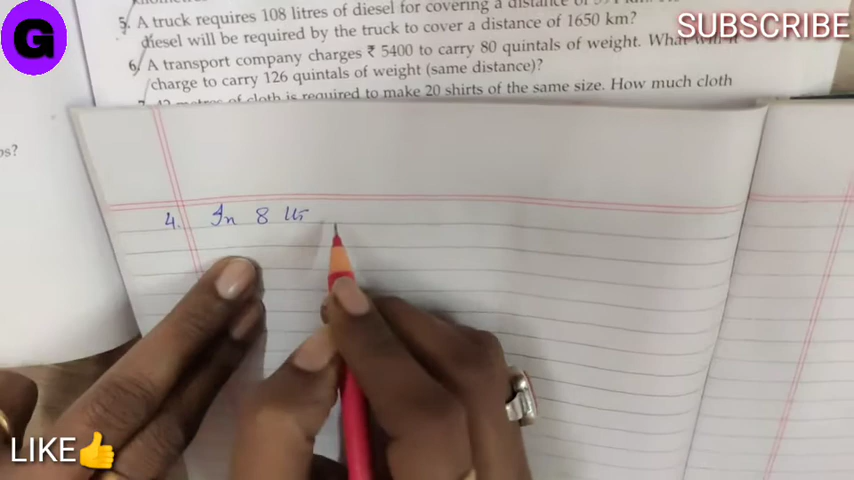 G
SUBSCRIBE
5. A truck requires 108 litres of diesel for covering a distance of
diesel will be required by the truck to cover a distance of 1650 km?
6. A transport company charges ₹ 5400 to carry 80 quintals of weight. What will it
charge to carry 126 quintals of weight (same distance)?
of cloth is required to make 20 shirts of the same size. How much cloth
4. In 8 ltr
LIKE👍